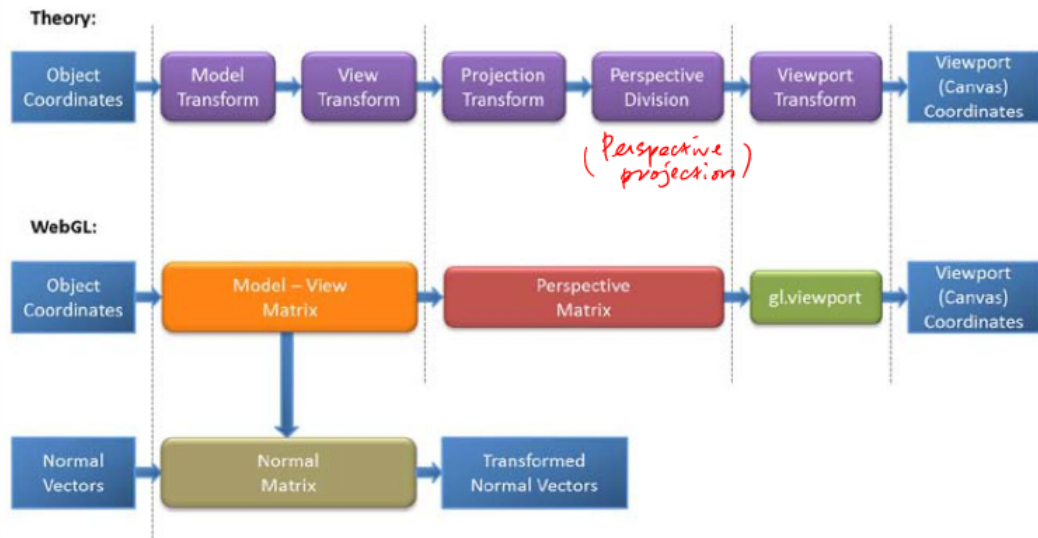 Theory:
Object
Coordinates
Model
Transform
View
Transform
Projection
Transform
Perspective
Division
Viewport
Transform
Viewport
(Canvas)
Coordinates
(Perspective
projection)
WebGL:
Object
Coordinates
Model – View
Matrix
Perspective
Matrix
gl.viewport
Viewport
(Canvas)
Coordinates
Normal
Vectors
Normal
Matrix
Transformed
Normal Vectors